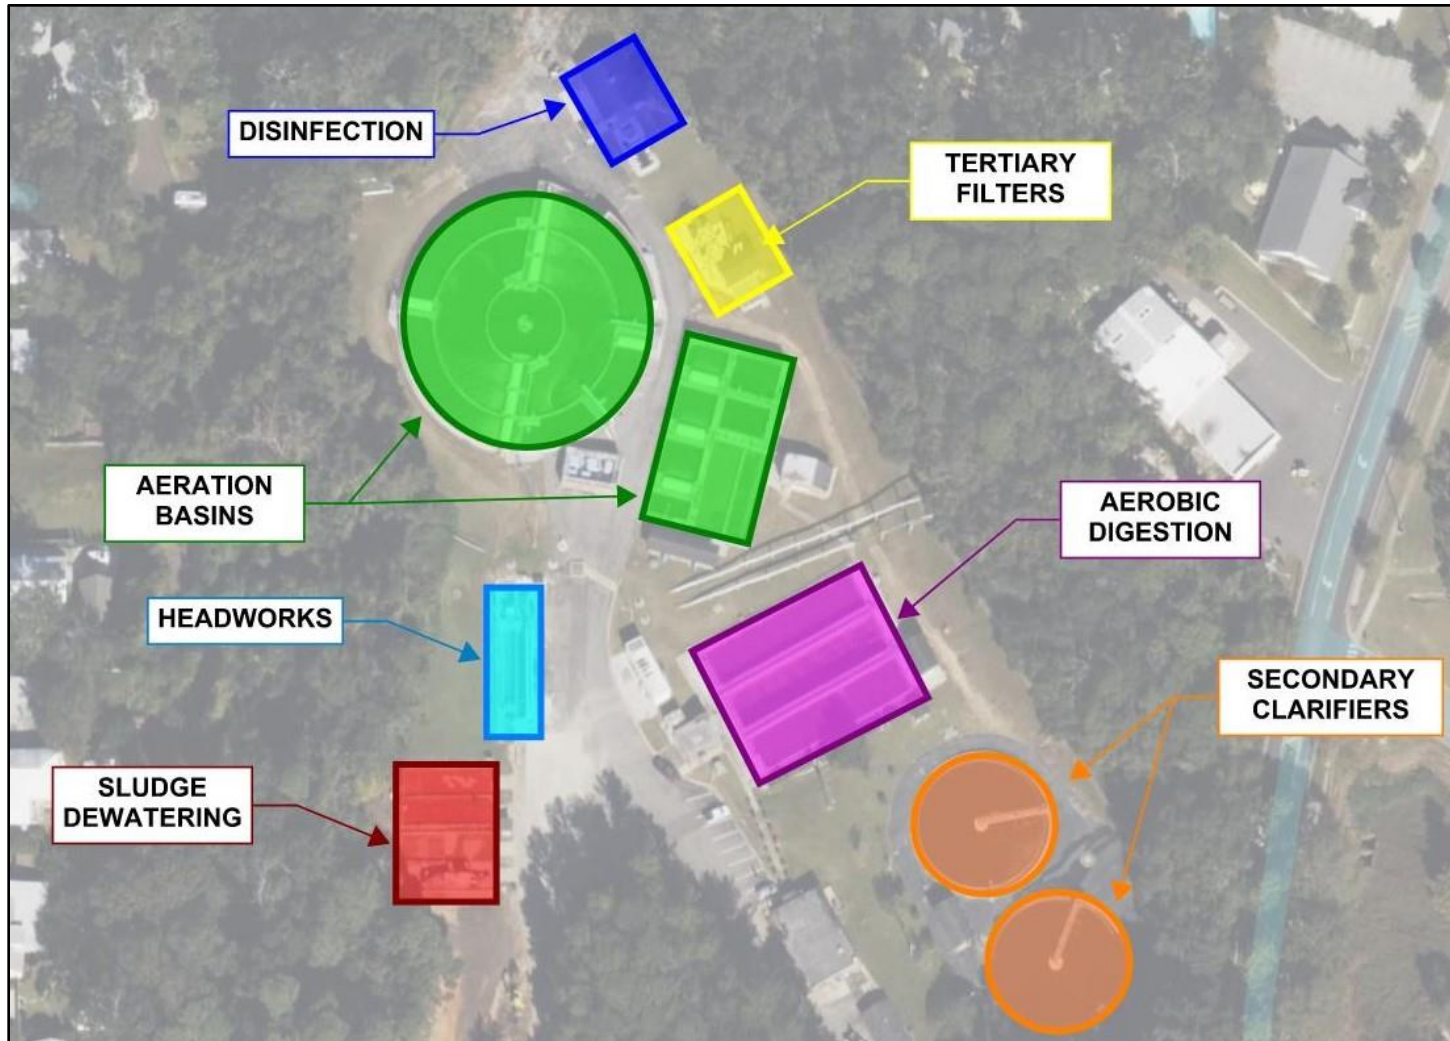 DISINFECTION
TERTIARY
FILTERS
AERATION
BASINS
AEROBIC
DIGESTION
HEADWORKS
SECONDARY
CLARIFIERS
SLUDGE
DEWATERING